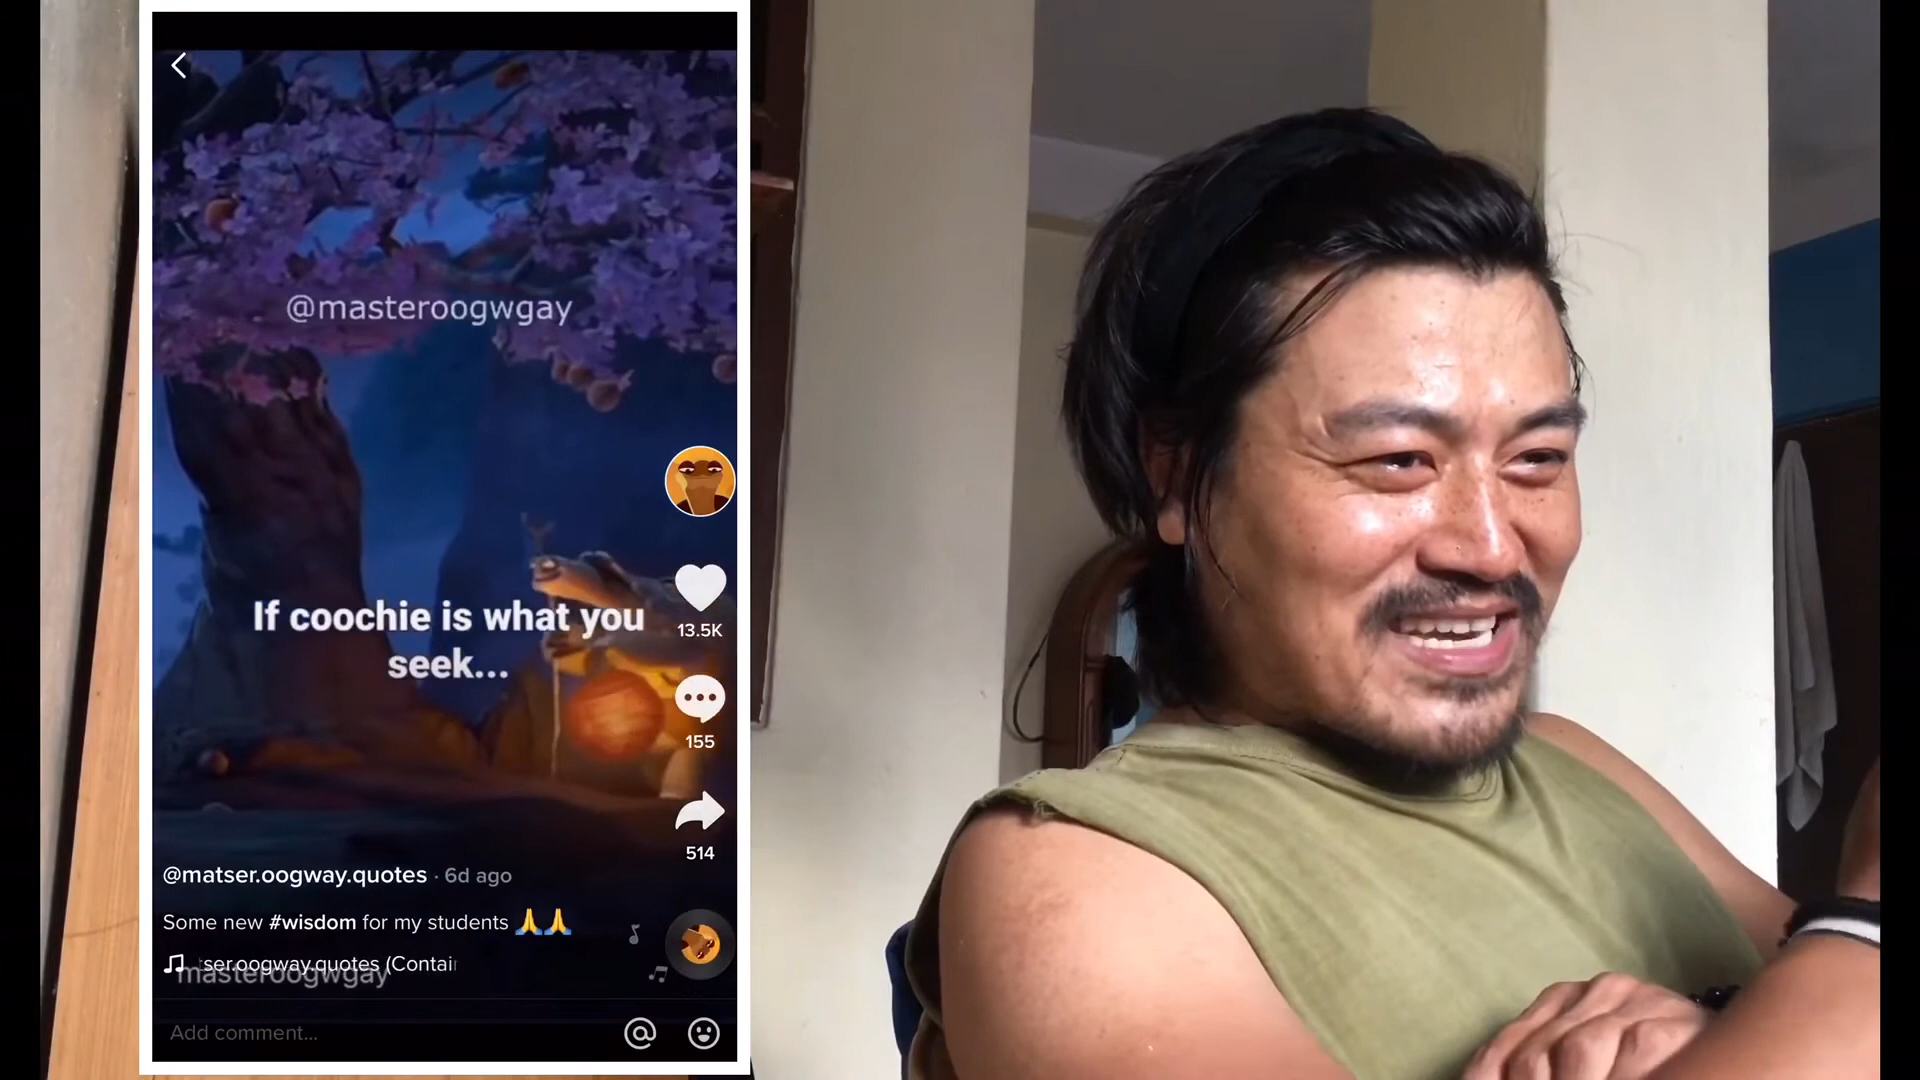 @masteroogwgay
If coochie is what you
seek...
13.5K
155
514
@matser.oogway.quotes · 6d ago
Some new #wisdom for my students 🙏🙏
ser.oogway.quotes (Contai
masteroogwgay
Add comment...